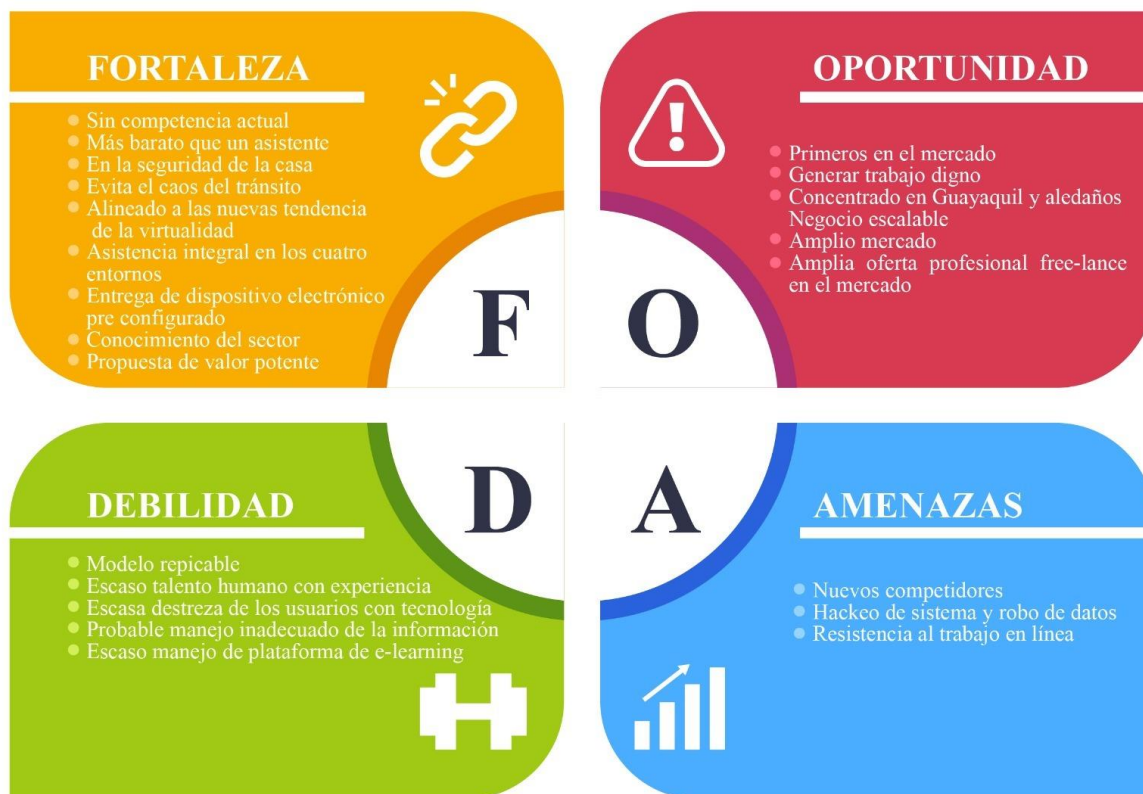 FORTALEZA
Sin competencia actual
Más barato que un asistente
En la seguridad de la casa
Evita el caos del tránsito
Alineado a las nuevas tendencia
de la virtualidad
Asistencia integral en los cuatro
entornos
Entrega de dispositivo electrónico
pre configurado
Conocimiento del sector
Propuesta de valor potente
F
OPORTUNIDAD
Primeros en el mercado
Generar trabajo digno
Concentrado en Guayaquil y aledaños
Negocio escalable
Amplio mercado
Amplia oferta profesional free-lance
en el mercado
O
DEBILIDAD
Modelo repicable
Escaso talento humano con experiencia
Escasa destreza de los usuarios con tecnología
Probable manejo inadecuado de la información
Escaso manejo de plataforma de e-learning
D
AMENAZAS
Nuevos competidores
Hackeo de sistema y robo de datos
Resistencia al trabajo en línea
A